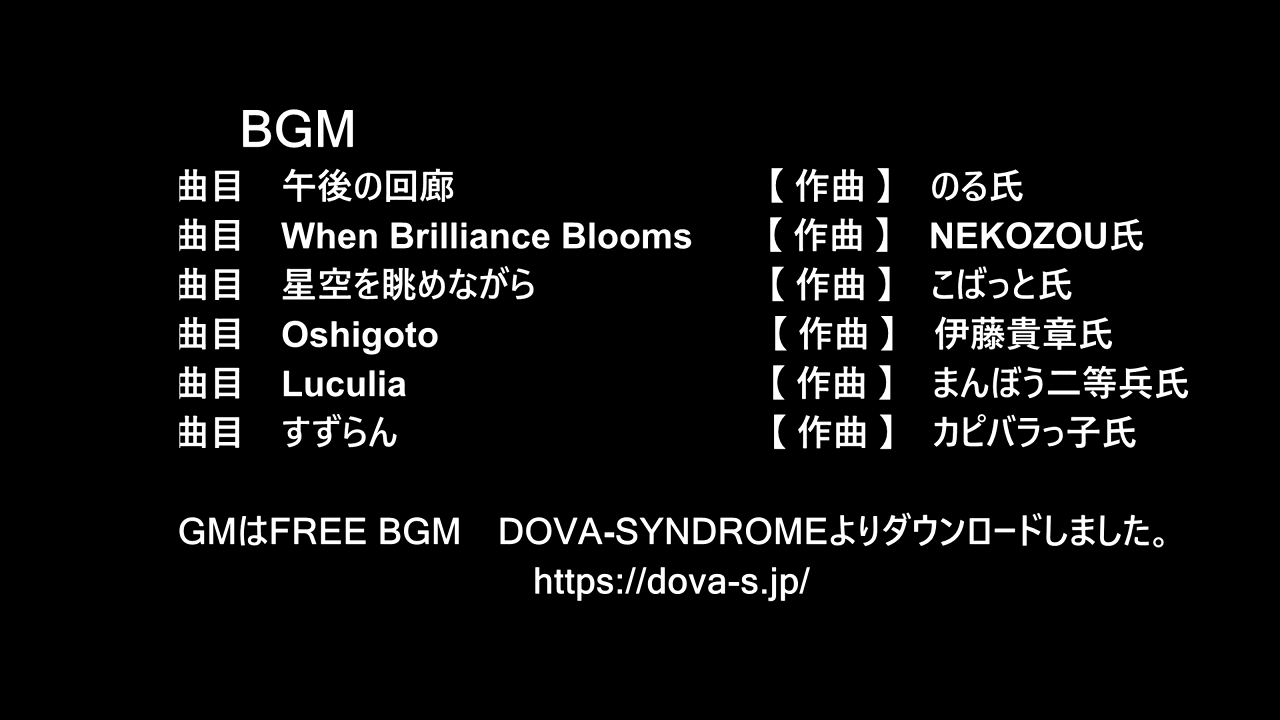 BGM
曲目　午後の回廊　【 作曲 】　のる氏
曲目　When Brilliance Blooms　【 作曲 】　NEKOZOU氏
曲目　星空を眺めながら　【 作曲 】　こばっと氏
曲目　Oshigoto　【 作曲 】　伊藤貴章氏
曲目　Luculia　【 作曲 】　まんぼう二等兵氏
曲目　すずらん　【 作曲 】　カピバラっ子氏
GMはFREE BGM　DOVA-SYNDROMEよりダウンロードしました。
https://dova-s.jp/